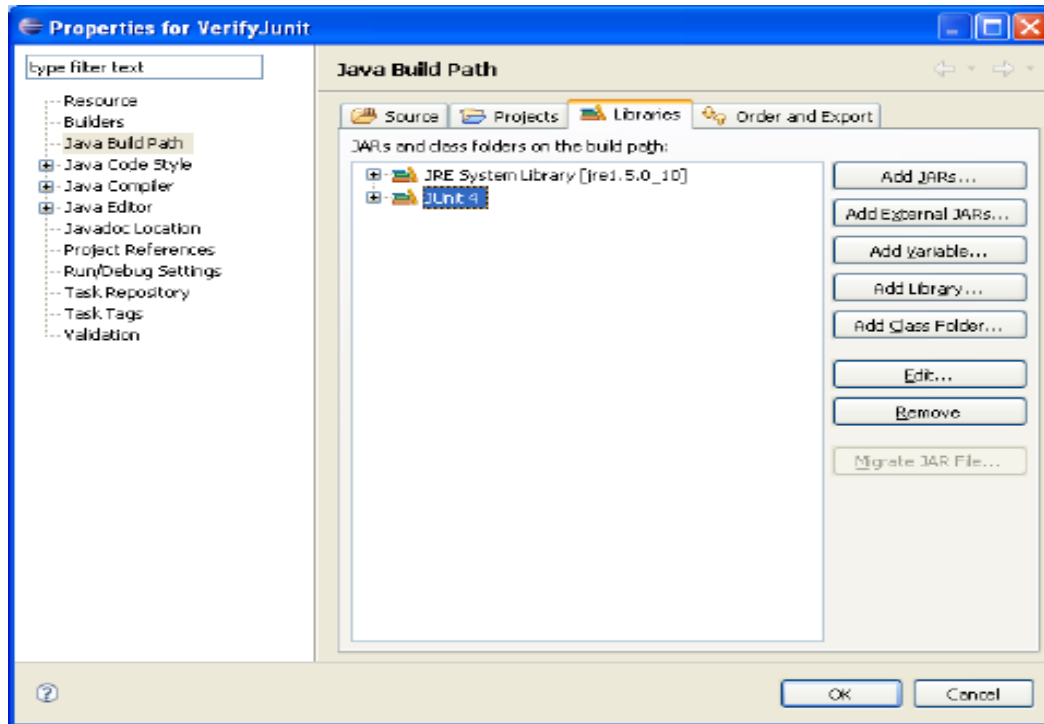 Properties for VerifyJunit
type filter text
Resource
Builders
Java Build Path
Java Code Style
Java Compiler
Java Editor
Javadoc Location
Project References
Run/Debug Settings
Task Repository
Task Tags
Validation
Java Build Path
Source
Projects
Libraries
Order and Export
JARs and class folders on the build path:
JRE System Library [jre1.5.0_10]
JUnit 4
Add JARs...
Add External JARs...
Add Variable...
Add Library...
Add Class Folder...
Edit...
Remove
Migrate JAR File...
OK
Cancel